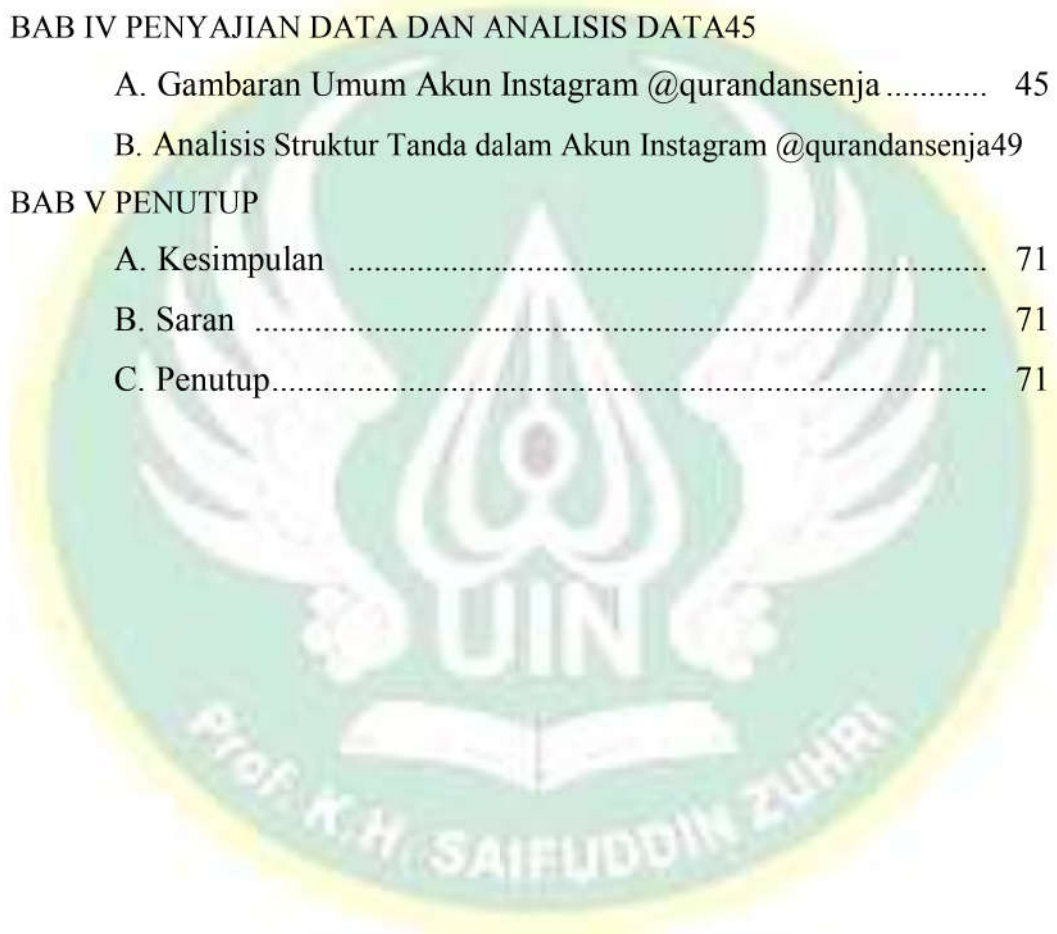 BAB IV PENYAJIAN DATA DAN ANALISIS DATA45
A. Gambaran Umum Akun Instagram @qurandansenja ............ 45
B. Analisis Struktur Tanda dalam Akun Instagram @qurandansenja49
BAB V PENUTUP
A. Kesimpulan ................................................................................ 71
B. Saran ............................................................................................ 71
C. Penutup.......................................................................................... 71
UIN
Prof. K.H. SAIFUDDIN ZUHRI